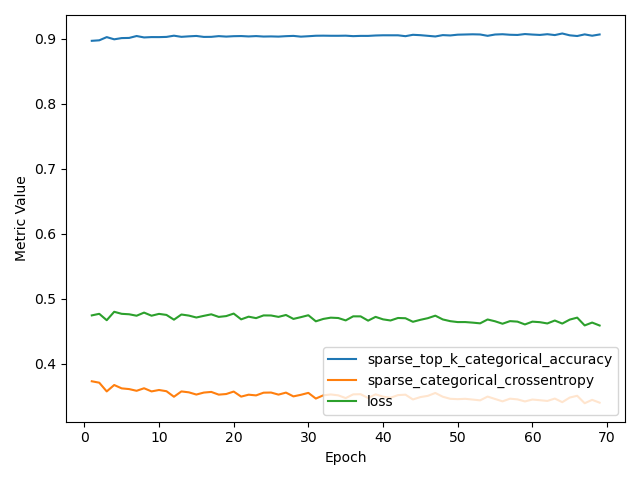 0.9
0.8
0.7
0.6
0.5
0.4
Metric Value
sparse_top_k_categorical_accuracy
sparse_categorical_crossentropy
loss
0 10 20 30 40 50 60 70
Epoch